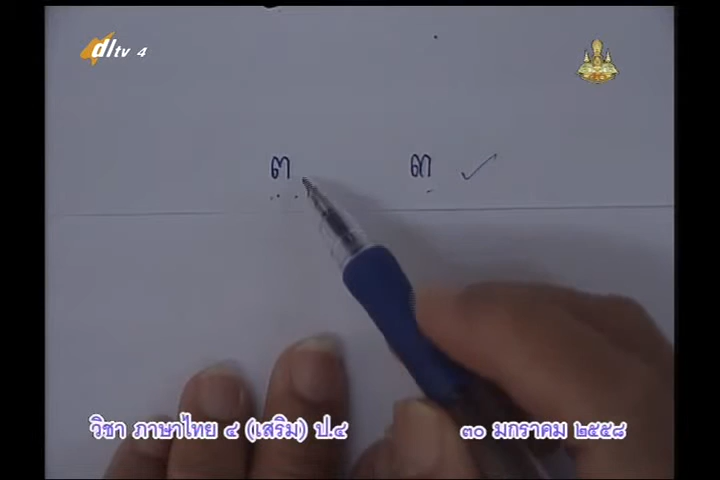 dltv 4
ต ๓ ✓
วิชา ภาษาไทย ๔ (เสริม) ป.๔
๓๐ มกราคม ๒๕๕๘